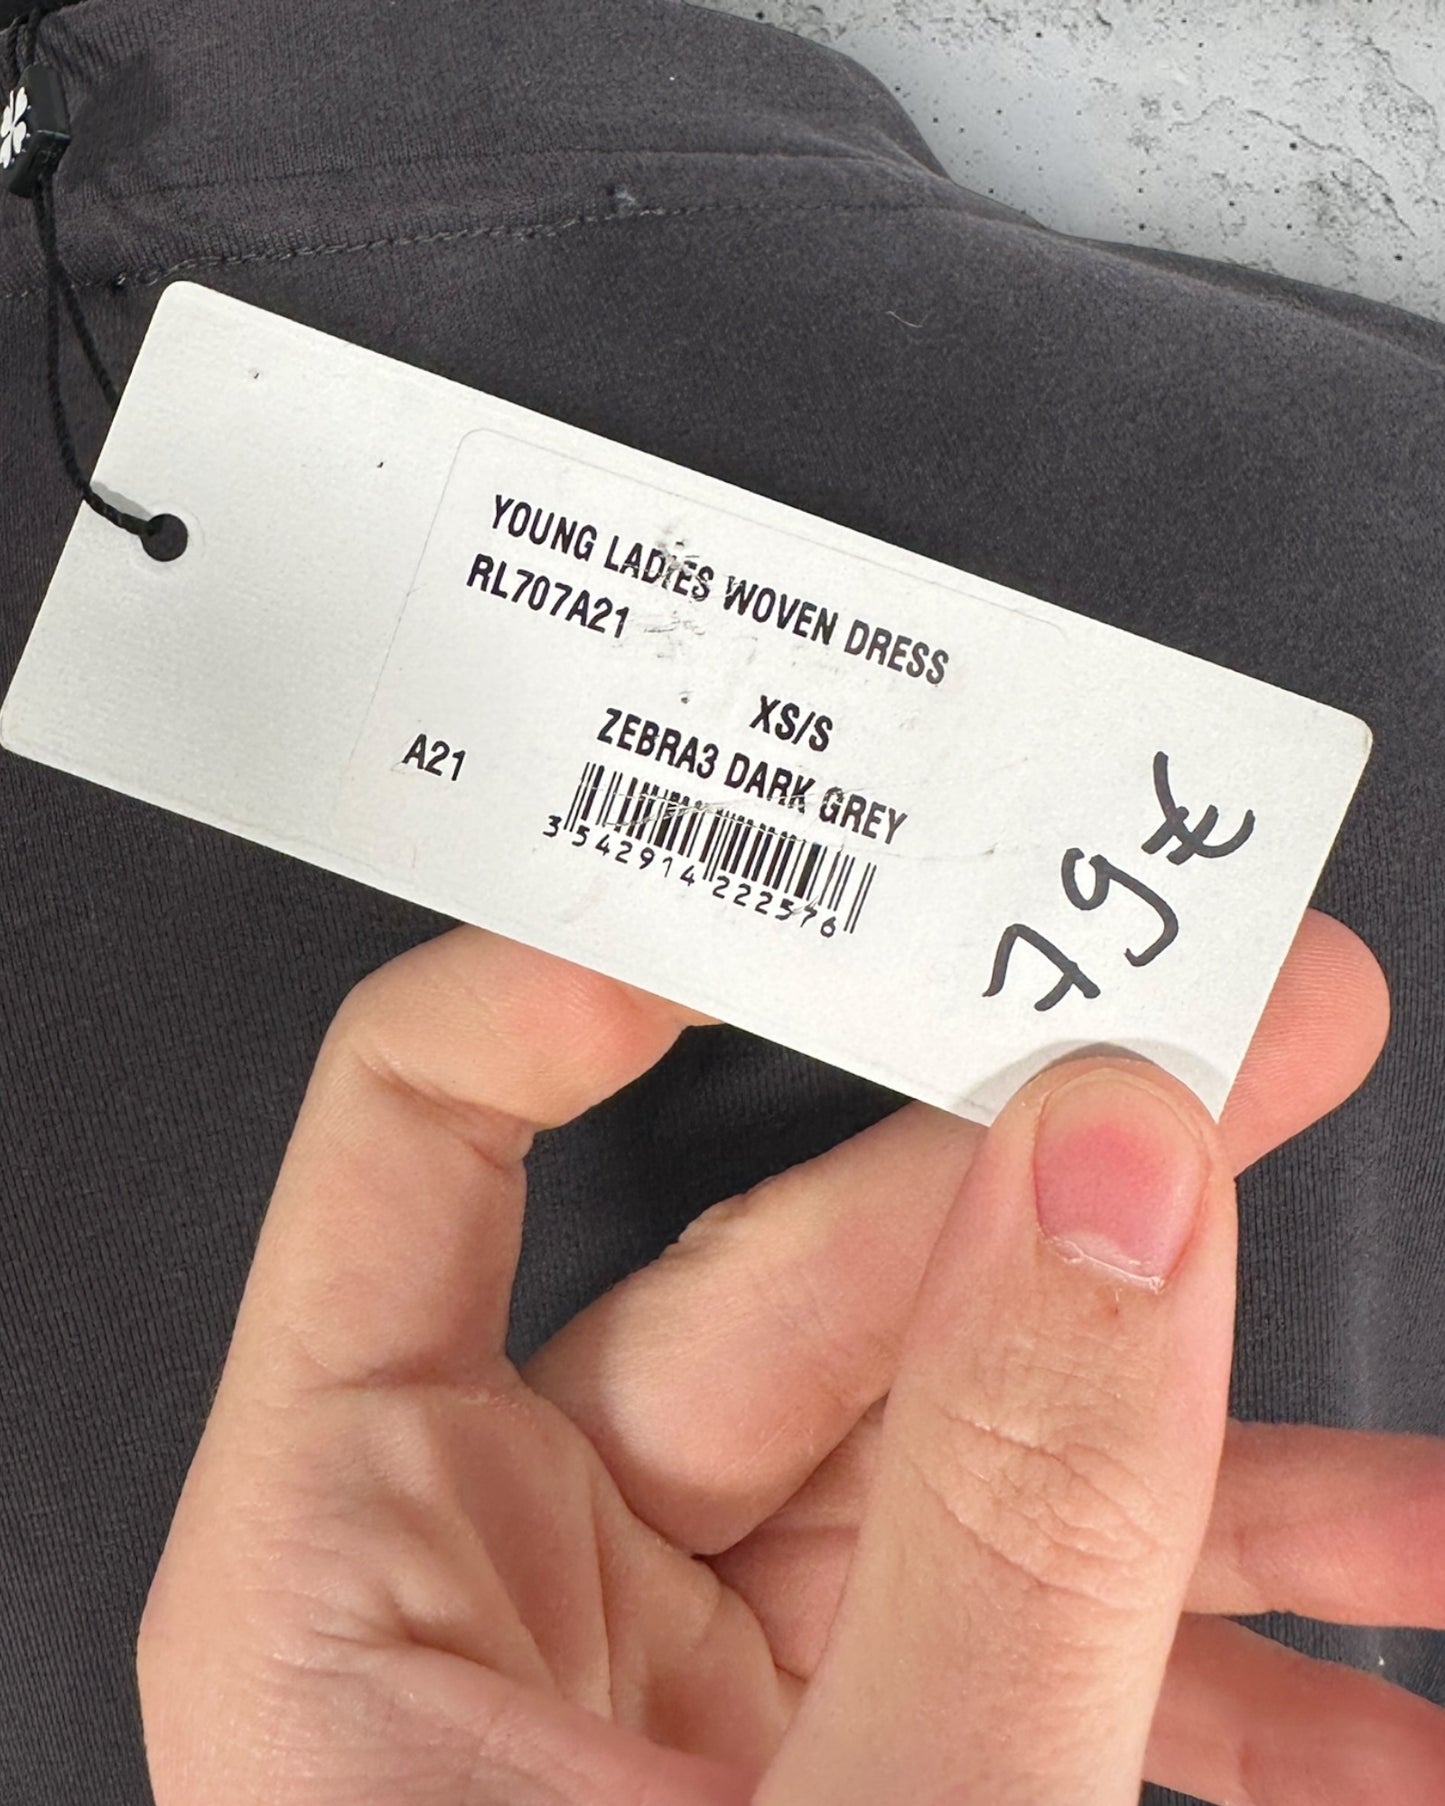 YOUNG LADIES WOVEN DRESS
RL707A21
XS/S
ZEBRA3 DARK GREY
A21
3542914222576
79€